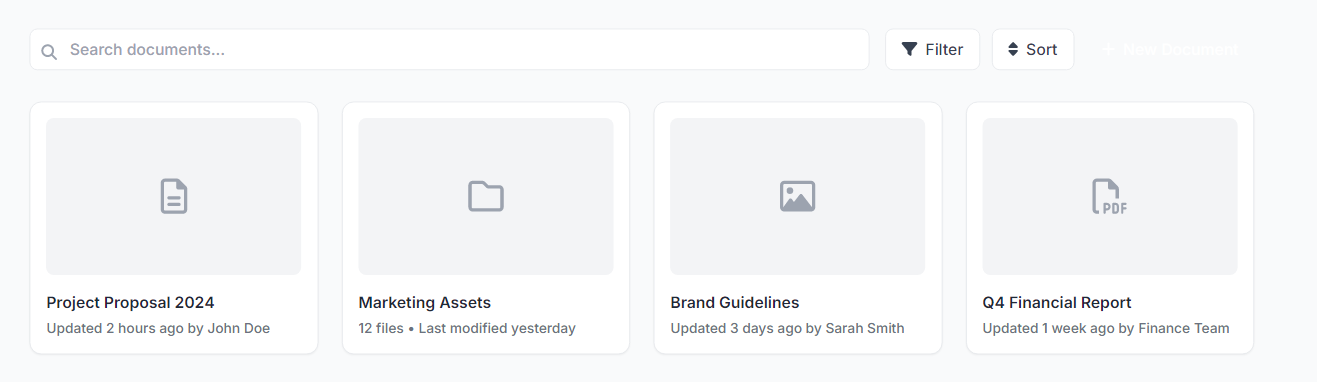 Search documents...
Filter
Sort
+ New Document
PDF
Project Proposal 2024
Updated 2 hours ago by John Doe
Marketing Assets
12 files • Last modified yesterday
Brand Guidelines
Updated 3 days ago by Sarah Smith
Q4 Financial Report
Updated 1 week ago by Finance Team